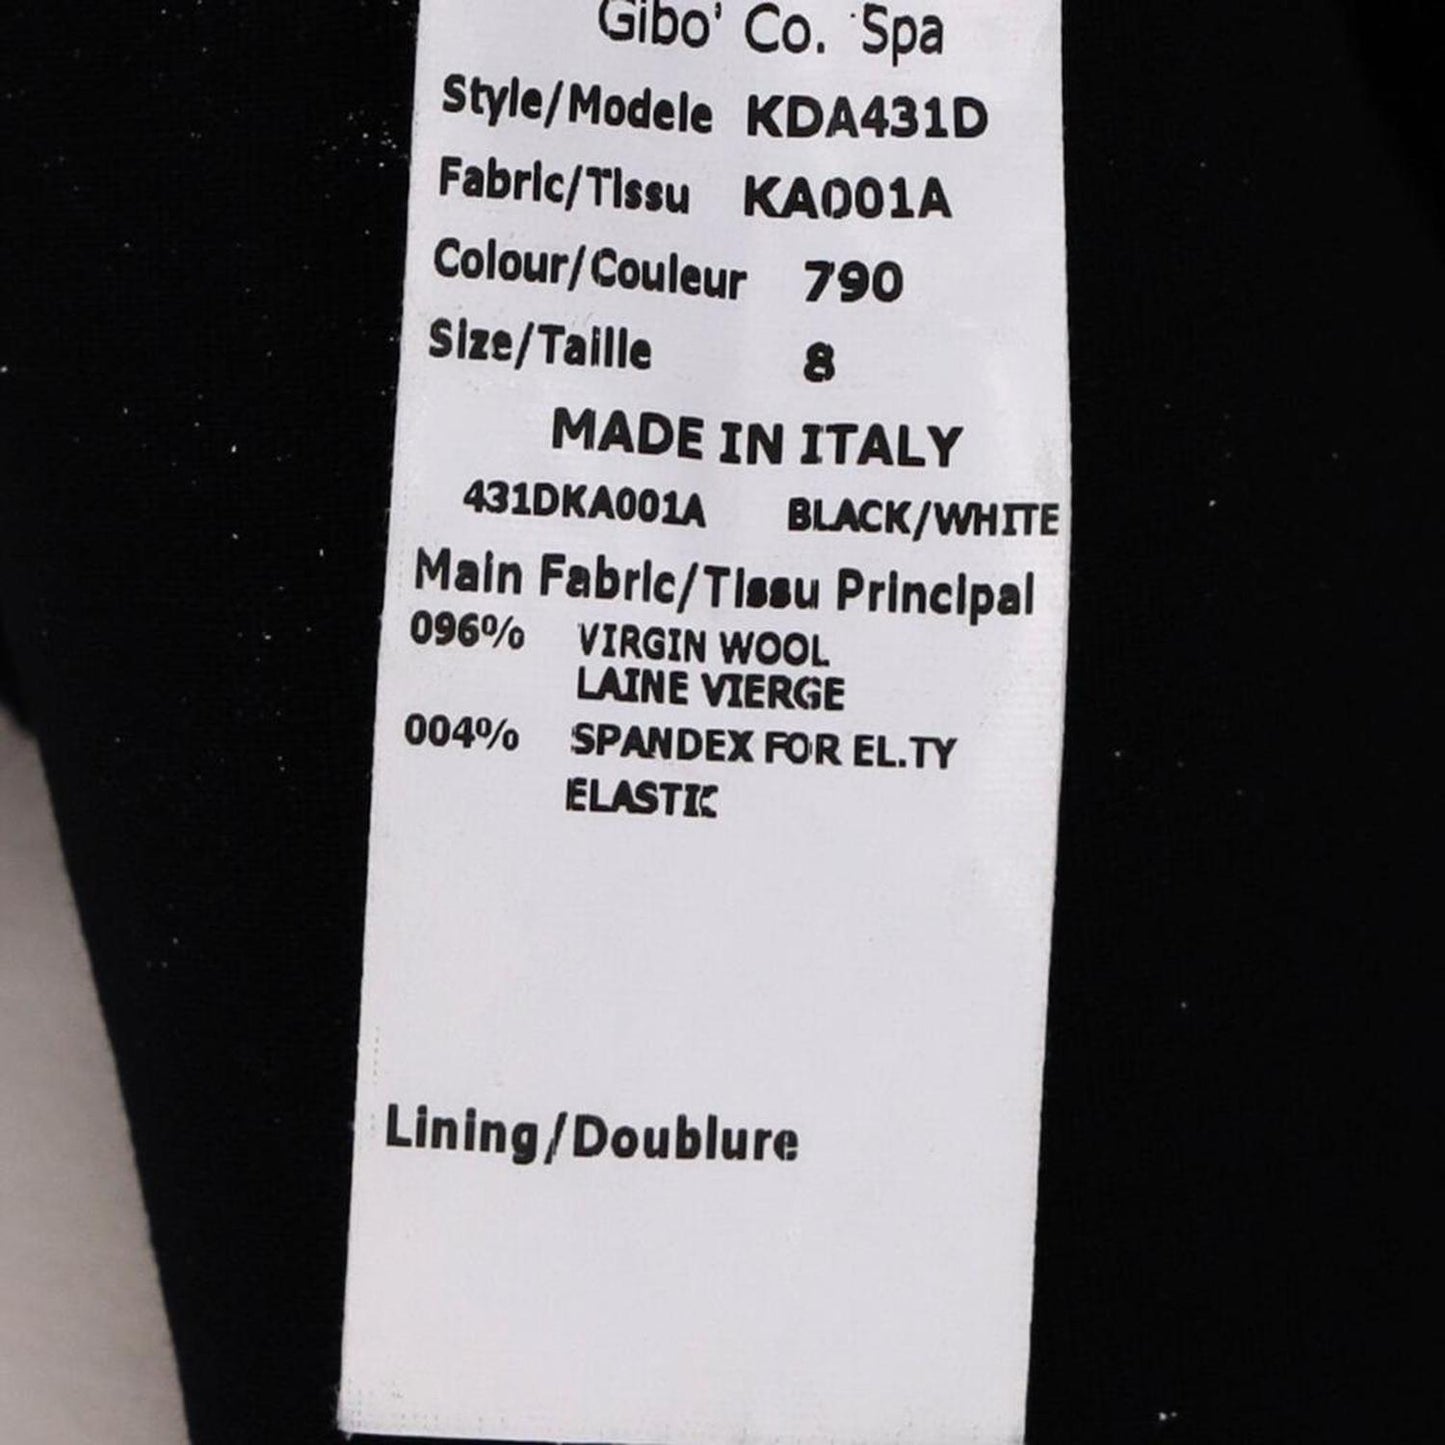 Gibo' Co. Spa
Style/Modele KDA431D
Fabric/Tissu KA001A
Colour/Couleur 790
Size/Taille 8
MADE IN ITALY
431DKA001A BLACK/WHITE
Main Fabric/Tissu Principal
096% VIRGIN WOOL
LAINE VIERGE
004% SPANDEX FOR EL.TY
ELASTIC
Lining/Doublure